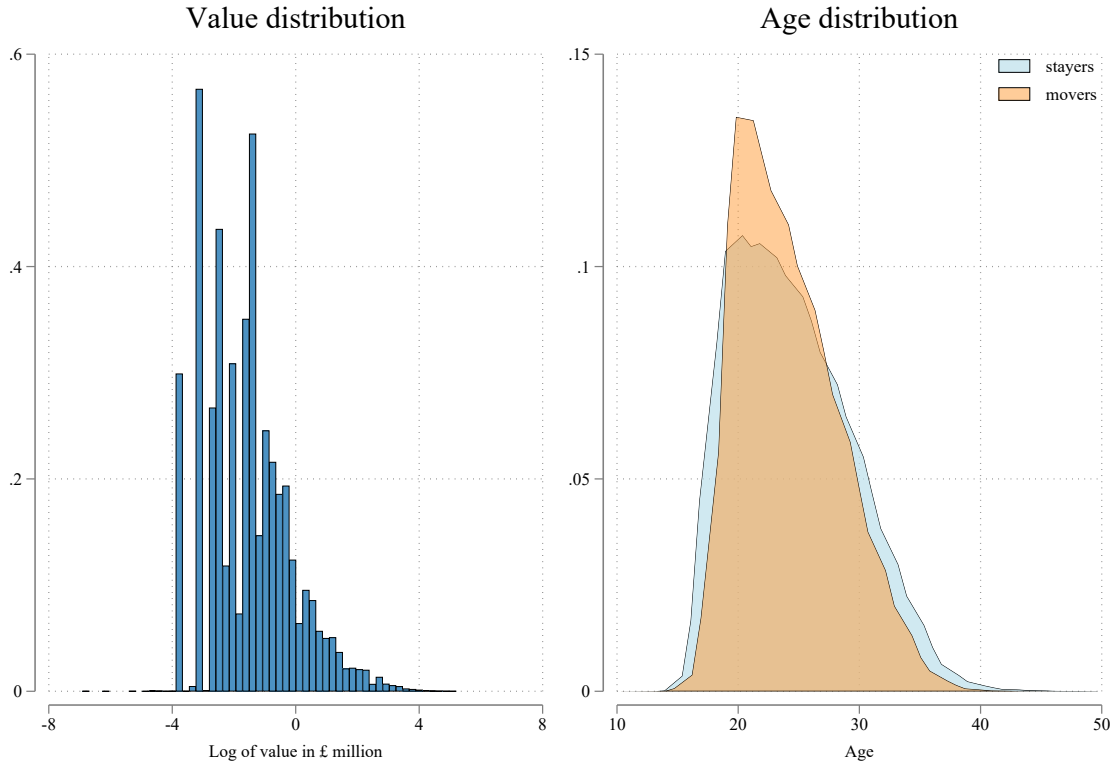 Value distribution
.6
.4
.2
0
-8 -4 0 4 8
Log of value in £ million
Age distribution
.15
.1
.05
0
10 20 30 40 50
Age
stayers
movers